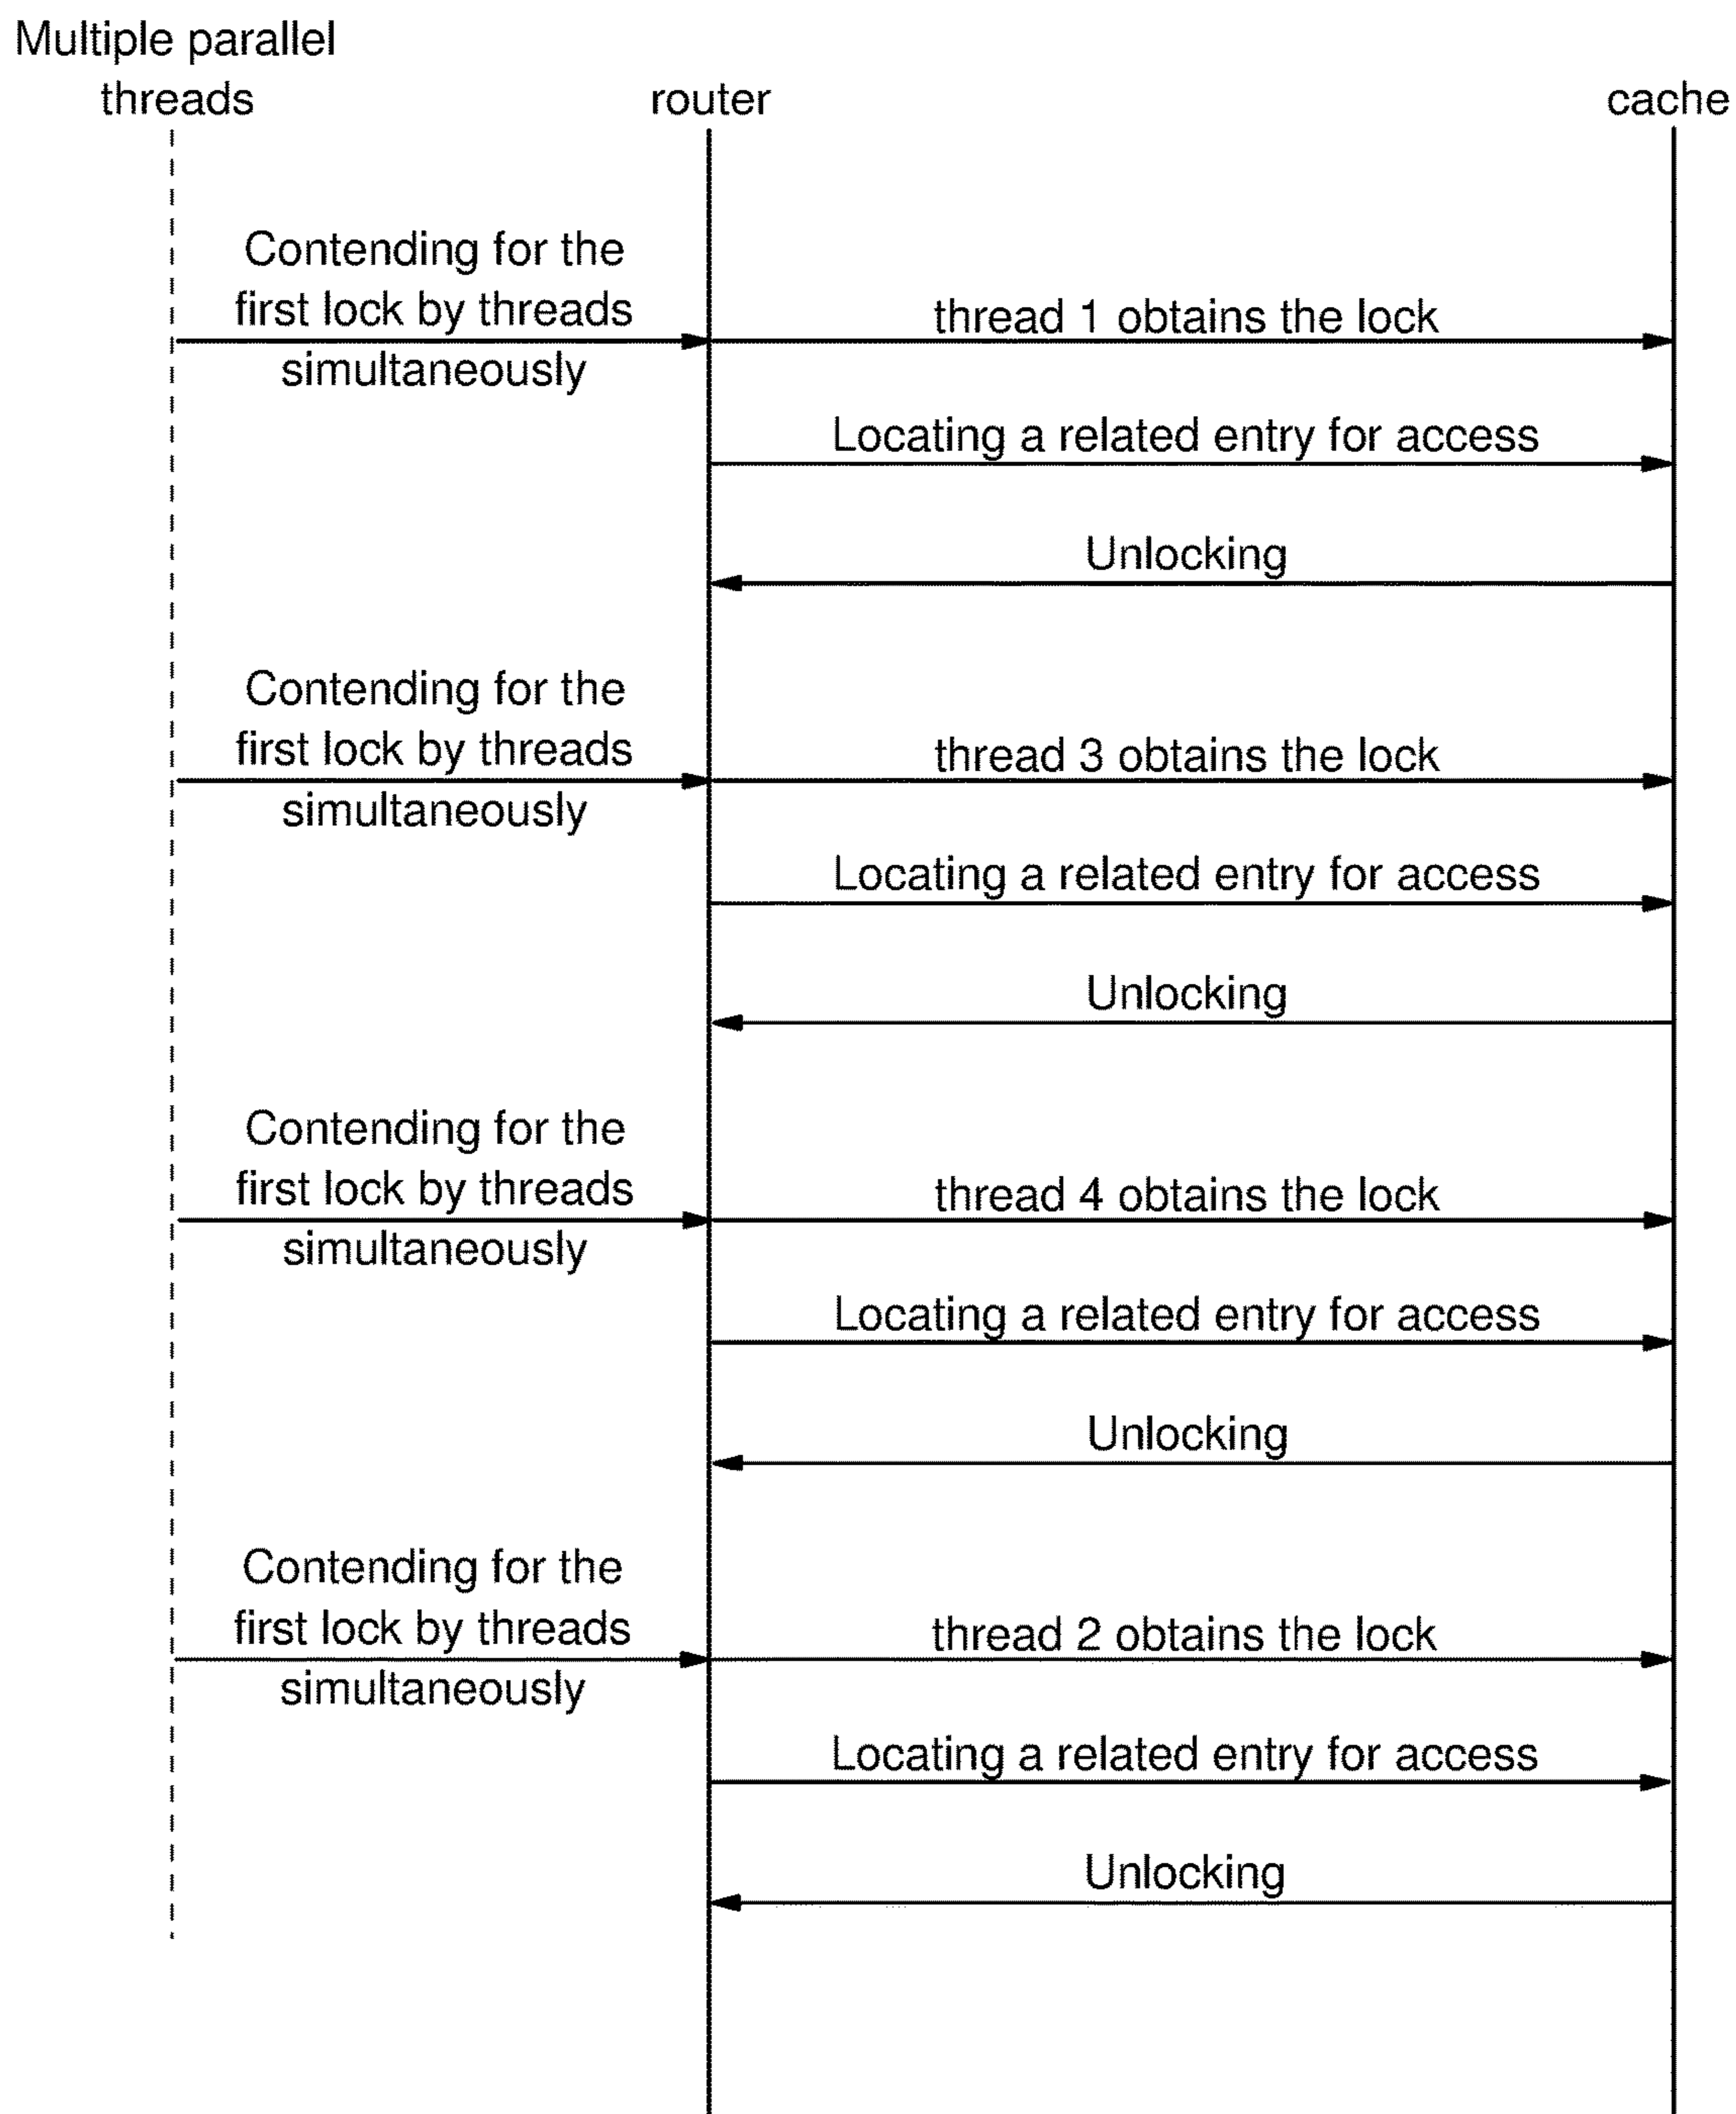 Multiple parallel
threads
router
cache
Contending for the
first lock by threads
simultaneously
thread 1 obtains the lock
Locating a related entry for access
Unlocking
Contending for the
first lock by threads
simultaneously
thread 3 obtains the lock
Locating a related entry for access
Unlocking
Contending for the
first lock by threads
simultaneously
thread 4 obtains the lock
Locating a related entry for access
Unlocking
Contending for the
first lock by threads
simultaneously
thread 2 obtains the lock
Locating a related entry for access
Unlocking